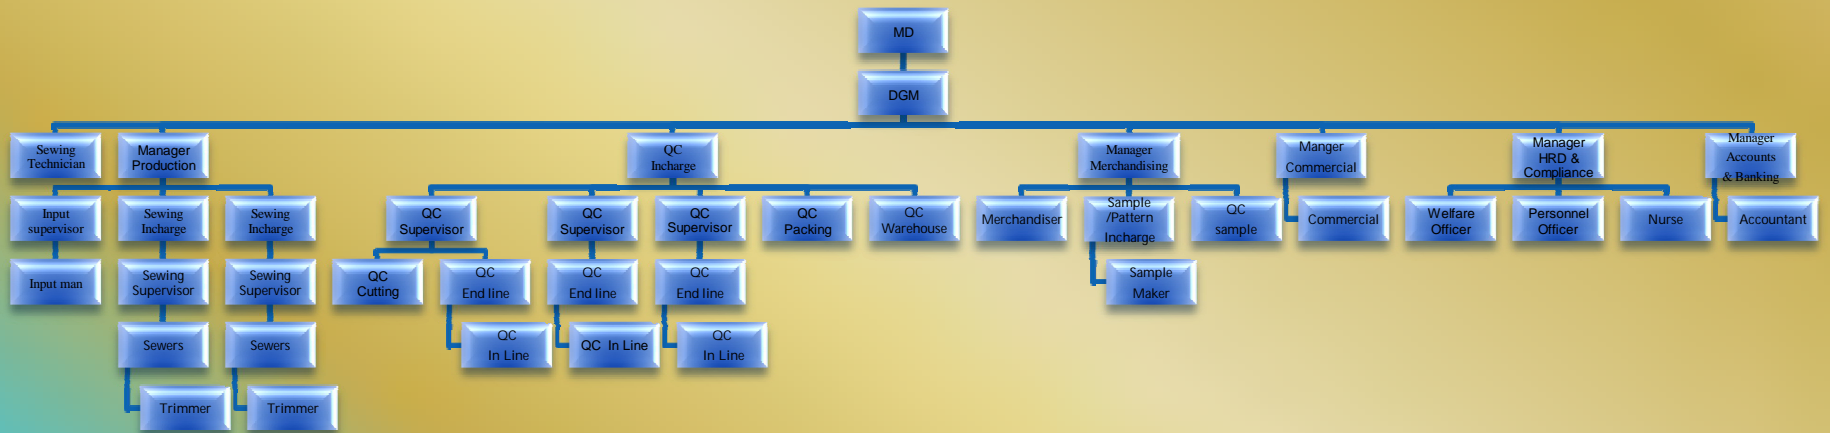 MD
DGM
Sewing
Technician
Manager
Production
QC
Incharge
Manager
Merchandising
Manger
Commercial
Manager
HRD &
Compliance
Manager
Accounts
& Banking
Input
supervisor
Sewing
Incharge
Sewing
Incharge
QC
Supervisor
QC
Supervisor
QC
Supervisor
QC
Packing
QC
Warehouse
Merchandiser
Sample
/Pattern
Incharge
QC
sample
Commercial
Welfare
Officer
Personnel
Officer
Nurse
Accountant
Input man
Sewing
Supervisor
Sewing
Supervisor
QC
Cutting
QC
End line
QC
End line
QC
End line
Sample
Maker
Sewers
Sewers
QC
In Line
QC In Line
QC
In Line
Trimmer
Trimmer